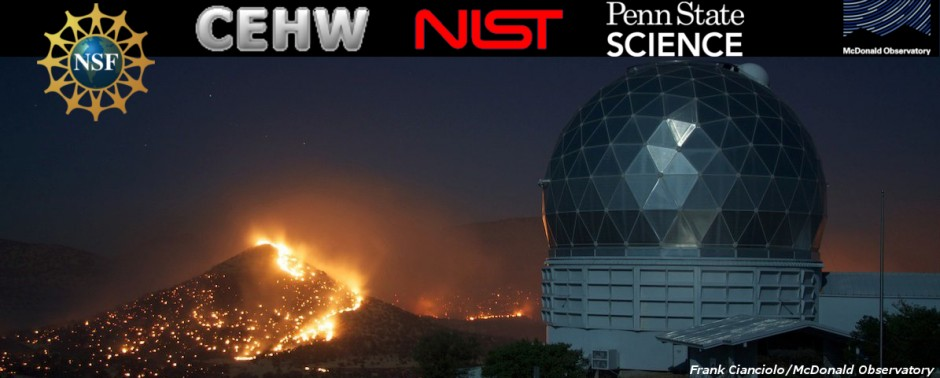 NSF
CEHW
NIST
Penn State
SCIENCE
McDonald Observatory
Frank Cianciolo/McDonald Observatory